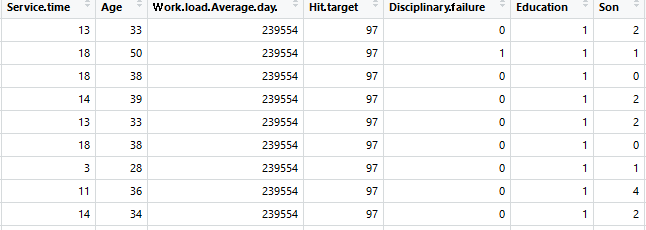 Service.time Age Work.load.Average.day. Hit.target Disciplinary.failure Education Son
13 33 239554 97 0 1 2
18 50 239554 97 1 1 1
18 38 239554 97 0 1 0
14 39 239554 97 0 1 2
13 33 239554 97 0 1 2
18 38 239554 97 0 1 0
3 28 239554 97 0 1 1
11 36 239554 97 0 1 4
14 34 239554 97 0 1 2